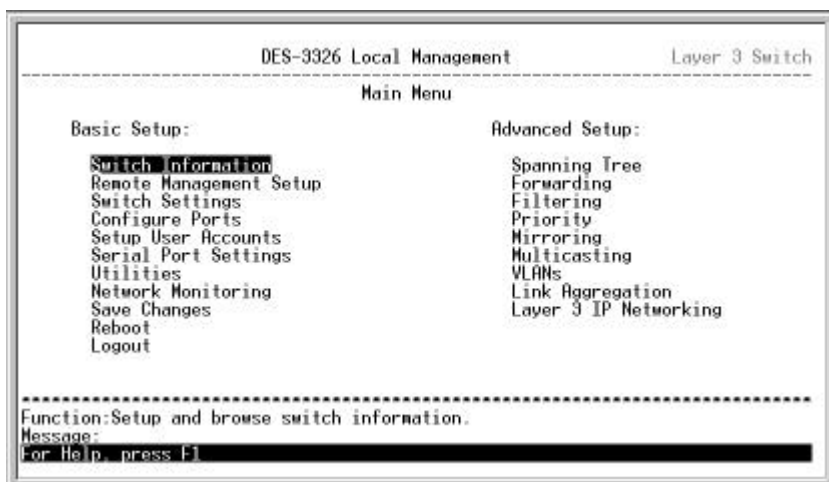 DES-3326 Local Management Layer 3 Switch
Main Menu
Basic Setup:
Switch Information
Remote Management Setup
Switch Settings
Configure Ports
Setup User Accounts
Serial Port Settings
Utilities
Network Monitoring
Save Changes
Reboot
Logout
Advanced Setup:
Spanning Tree
Forwarding
Filtering
Priority
Mirroring
Multicasting
VLANs
Link Aggregation
Layer 3 IP Networking
Function:Setup and browse switch information.
Message:
For Help, press F1